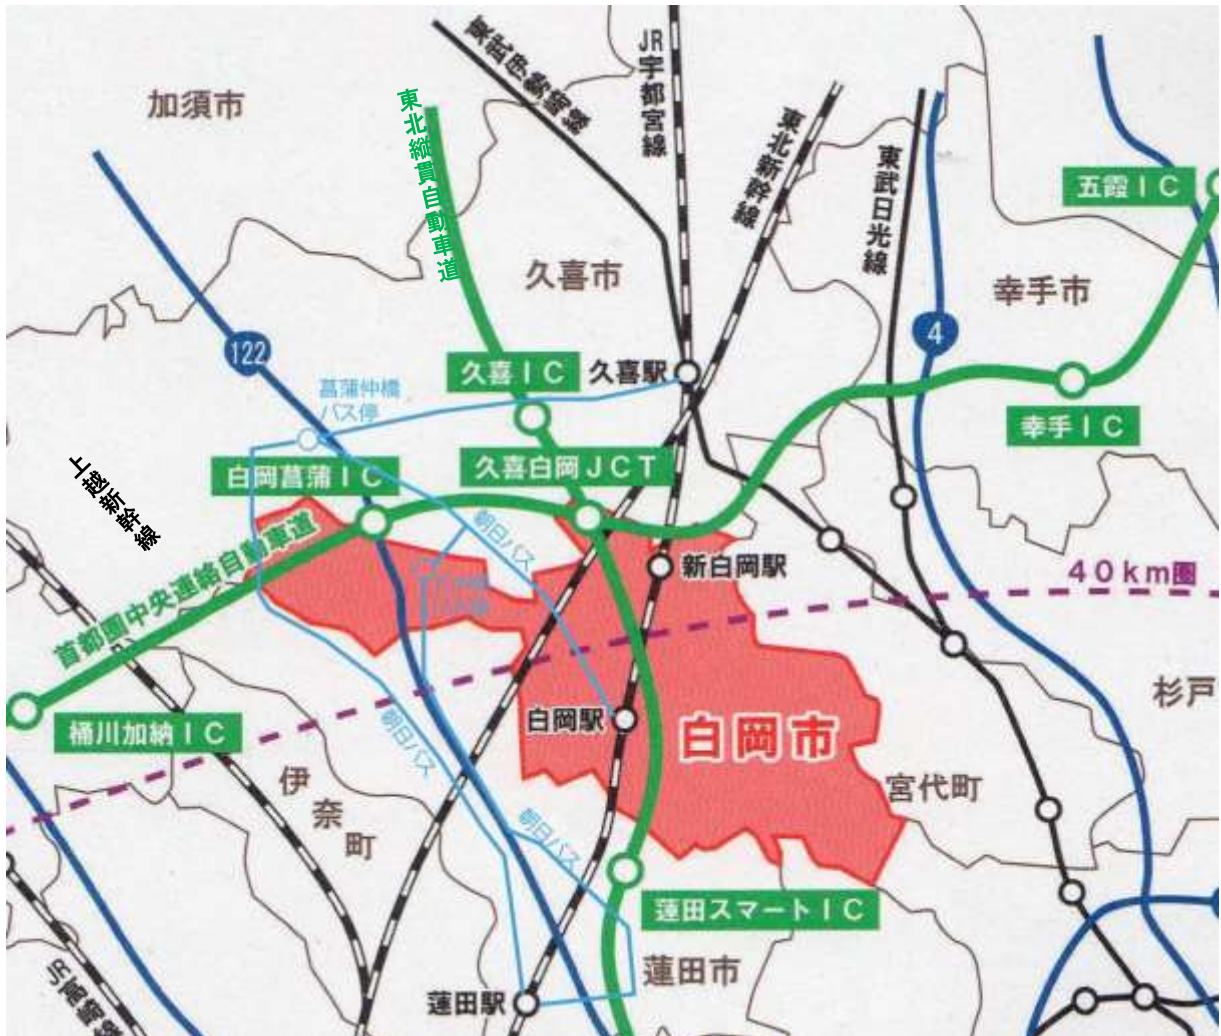 東武伊勢崎線
JR宇都宮線
加須市
東北縦貫自動車道
東北新幹線
東武日光線
五霞IC
久喜市
幸手市
4
122
久喜IC
久喜駅
菖蒲仲橋
バス停
幸手IC
白岡菖蒲IC
久喜白岡JCT
上越新幹線
朝日バス
首都圏中央連絡自動車道
新白岡駅
40km圏
杉戸
白岡駅
白岡市
桶川加納IC
朝日バス
伊奈町
宮代町
朝日バス
蓮田スマートIC
蓮田市
JR高崎線
蓮田駅